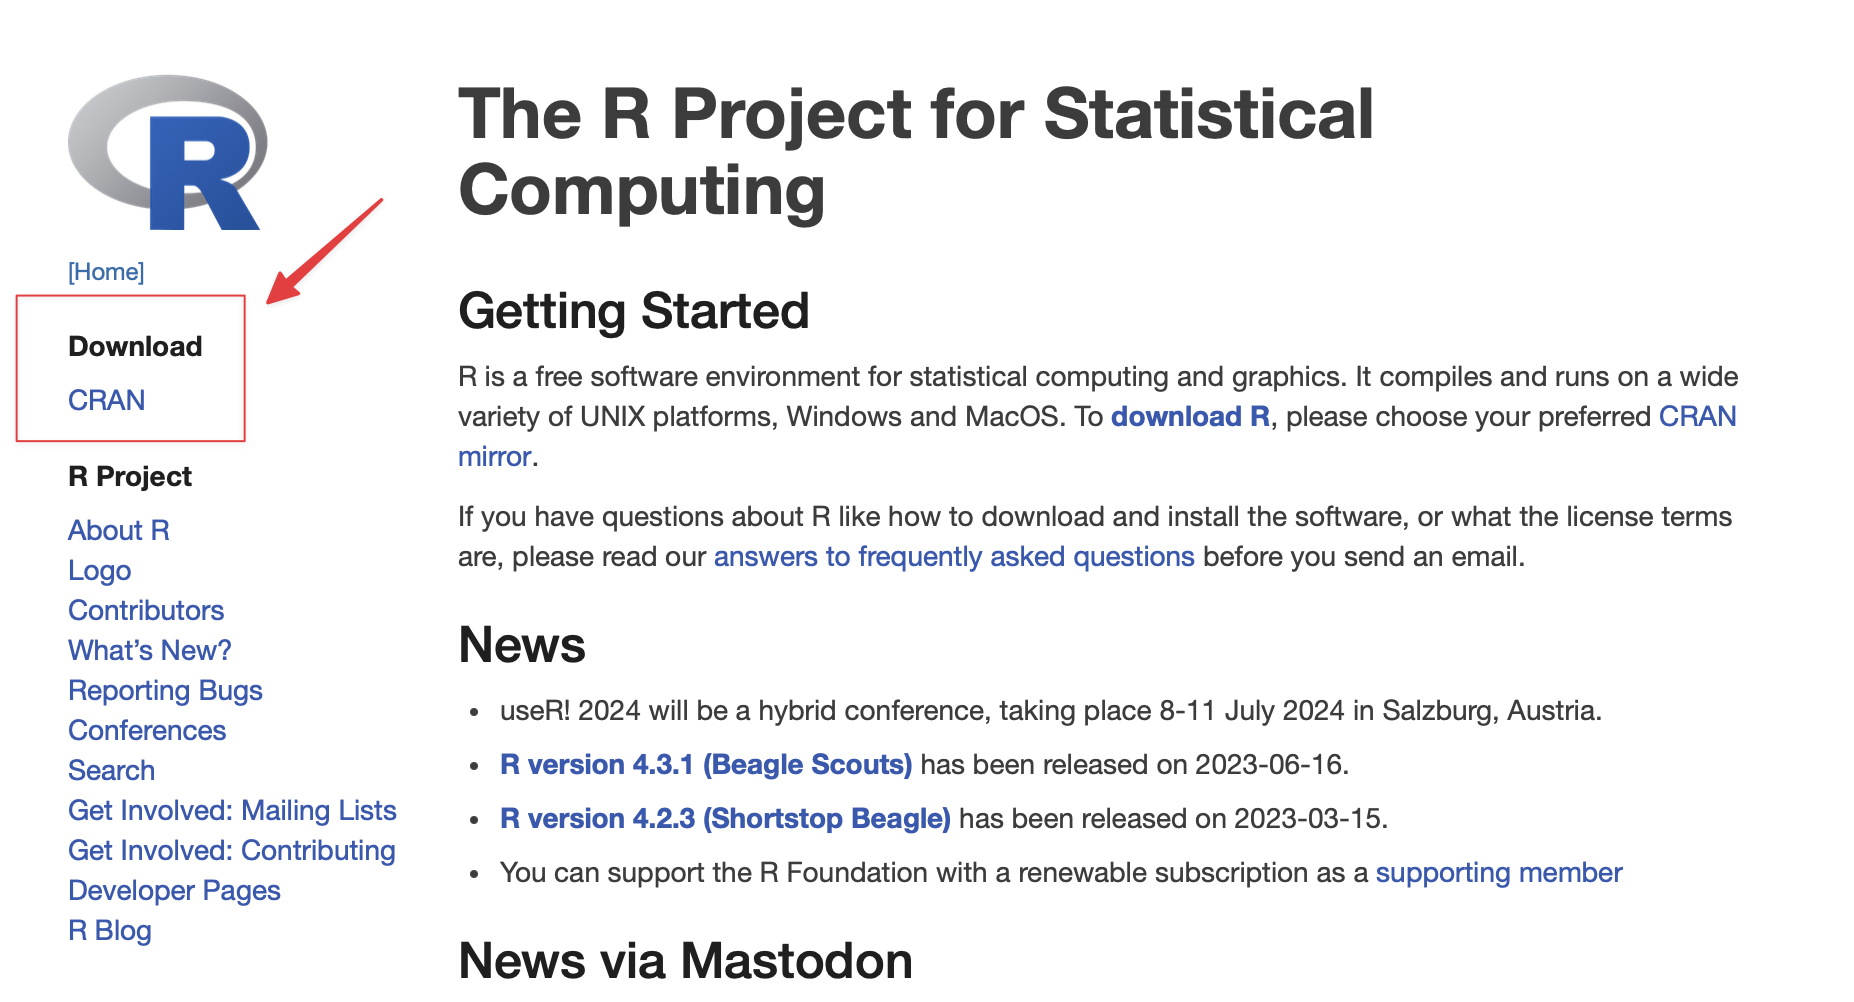 R
[Home]
Download
CRAN
R Project
About R
Logo
Contributors
What’s New?
Reporting Bugs
Conferences
Search
Get Involved: Mailing Lists
Get Involved: Contributing
Developer Pages
R Blog
The R Project for Statistical
Computing
Getting Started
R is a free software environment for statistical computing and graphics. It compiles and runs on a wide
variety of UNIX platforms, Windows and MacOS. To download R, please choose your preferred CRAN
mirror.
If you have questions about R like how to download and install the software, or what the license terms
are, please read our answers to frequently asked questions before you send an email.
News
• useR! 2024 will be a hybrid conference, taking place 8-11 July 2024 in Salzburg, Austria.
• R version 4.3.1 (Beagle Scouts) has been released on 2023-06-16.
• R version 4.2.3 (Shortstop Beagle) has been released on 2023-03-15.
• You can support the R Foundation with a renewable subscription as a supporting member
News via Mastodon